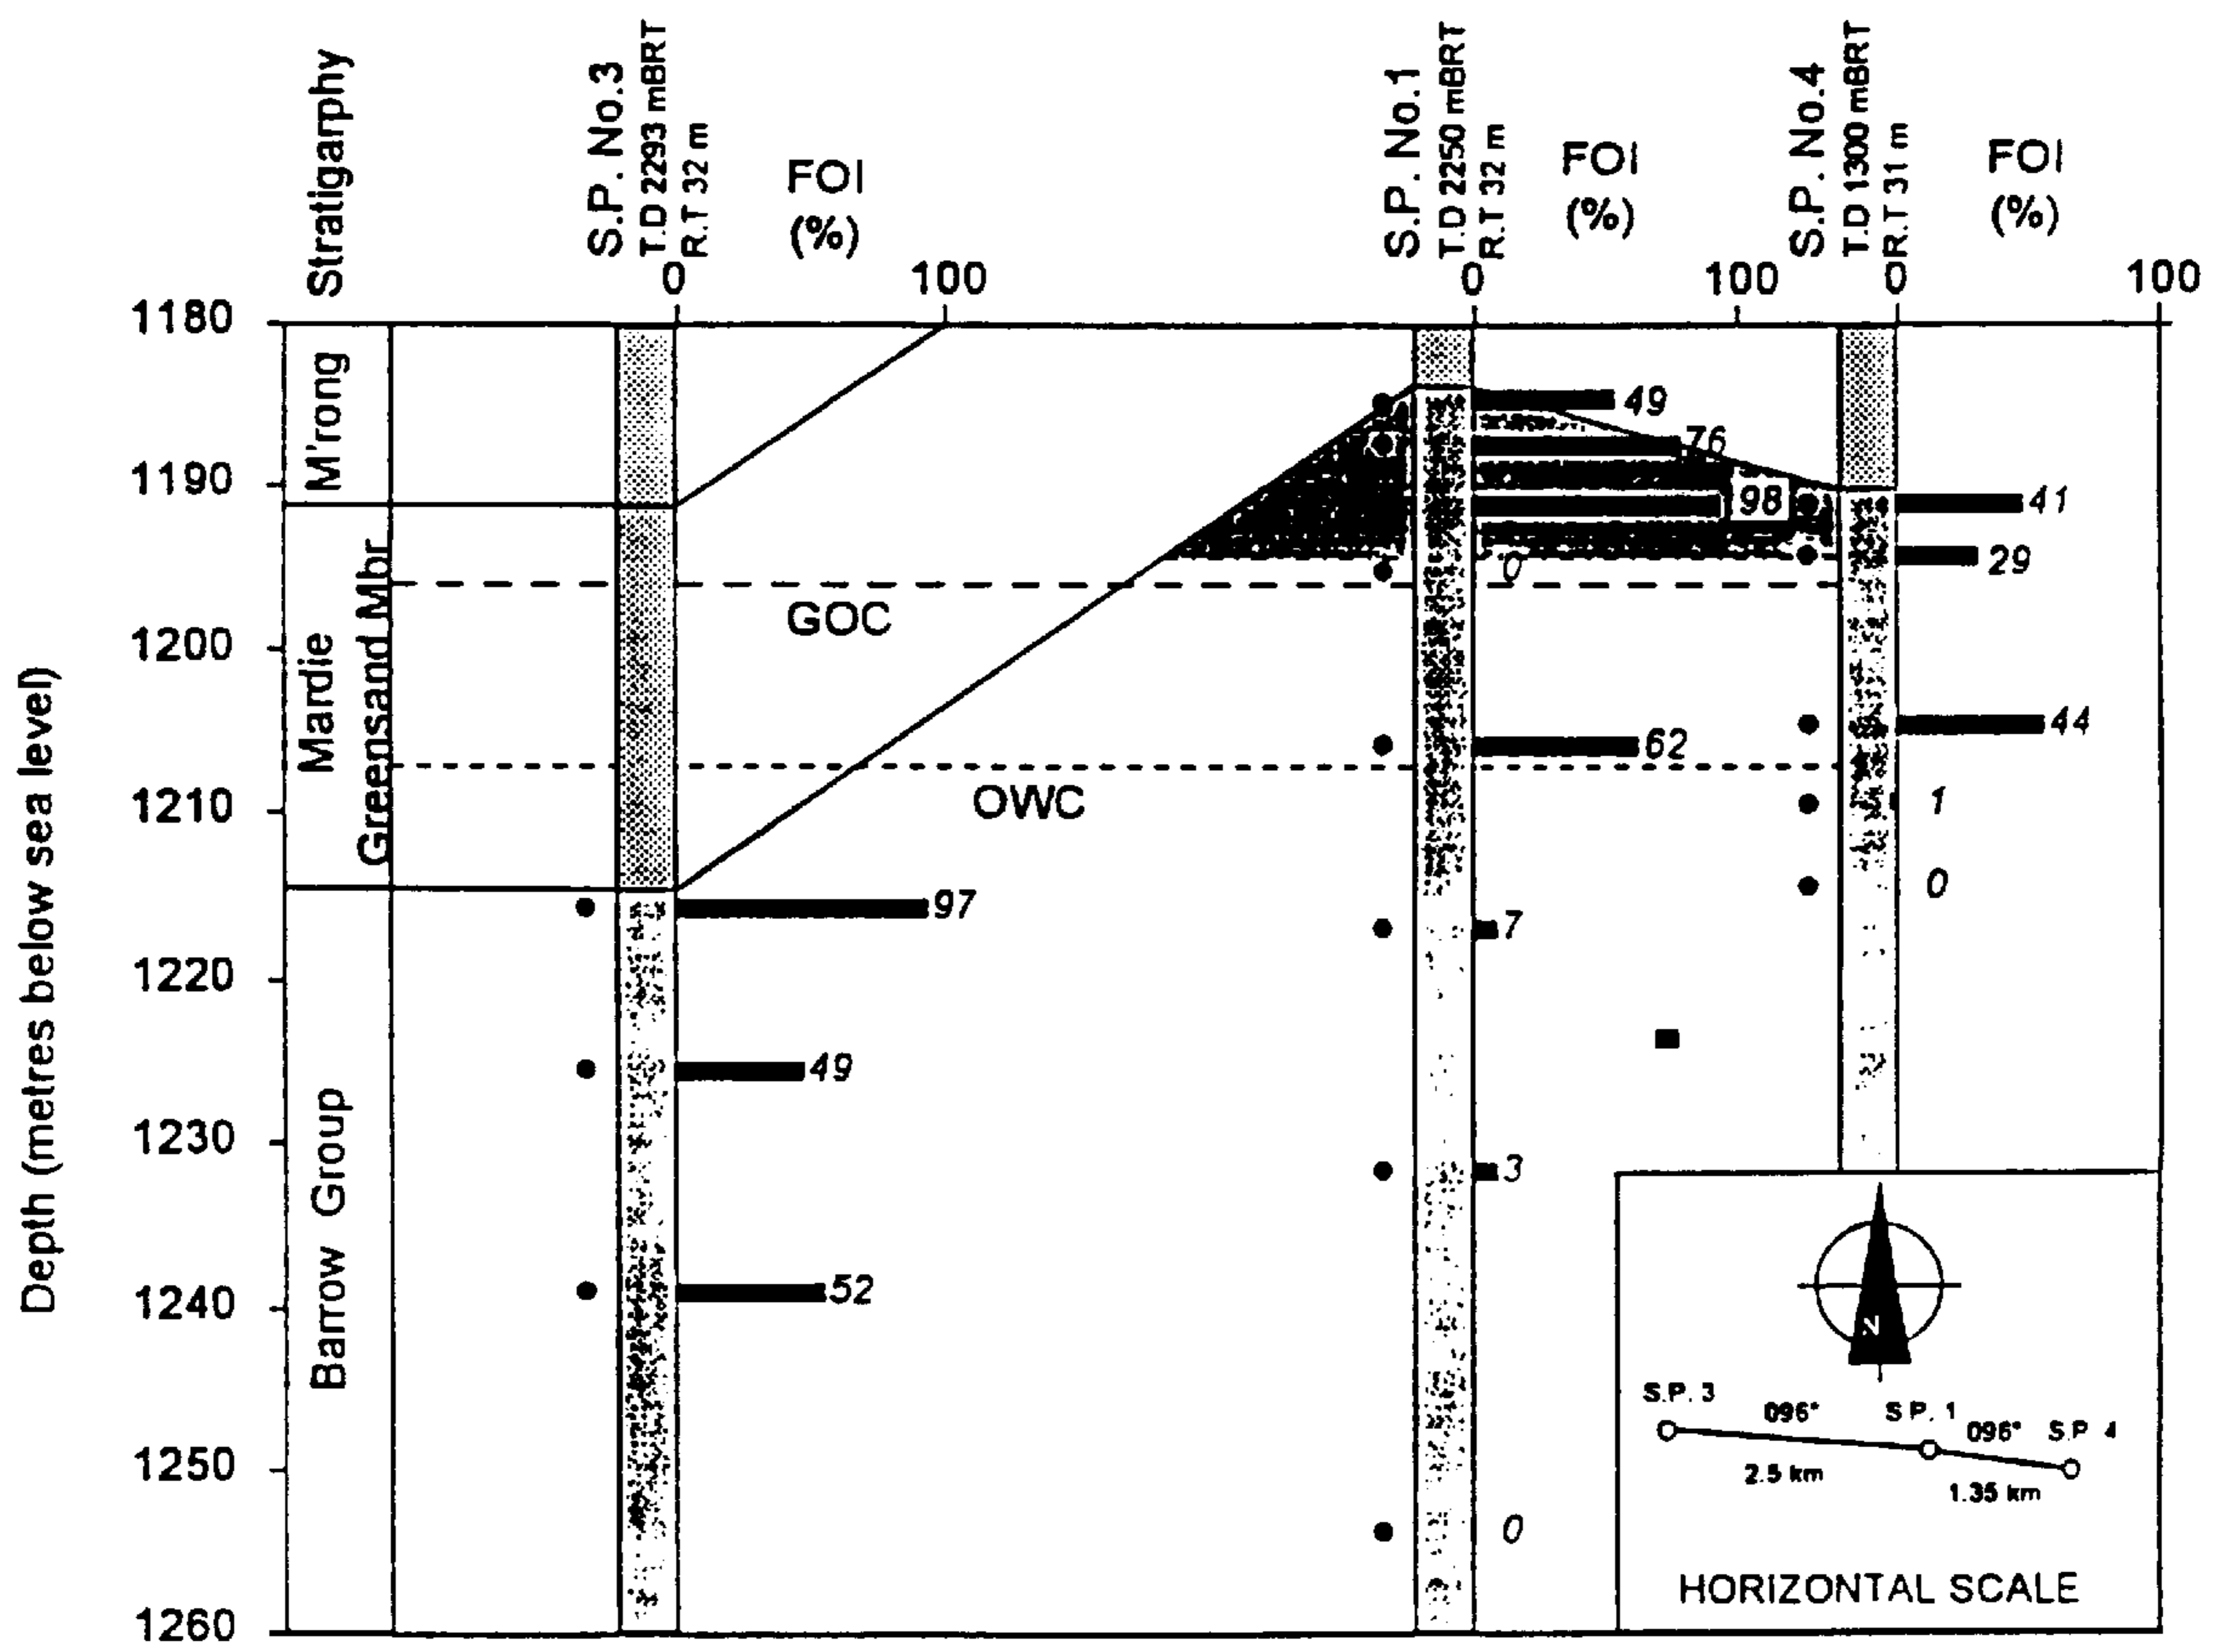 Stratigarphy
S.P. No.3
T.D 2293 mBRT
R.T 32 m
FOI
(%)
S.P. No.1
T.D 2250 mBRT
R.T 32 m
FOI
(%)
S.P. No.4
T.D 1300 mBRT
R.T 31 m
FOI
(%)
0 100 0 100 0 100
Depth (metres below sea level)
1180
1190
1200
1210
1220
1230
1240
1250
1260
M'rong
Mardie
Greensand Mbr
Barrow Group
GOC
OWC
97
49
52
49
76
98
0
62
7
3
0
41
29
44
1
0
N
S.P. 3
096°
S.P. 1
096°
S.P. 4
2.5 km
1.35 km
HORIZONTAL SCALE